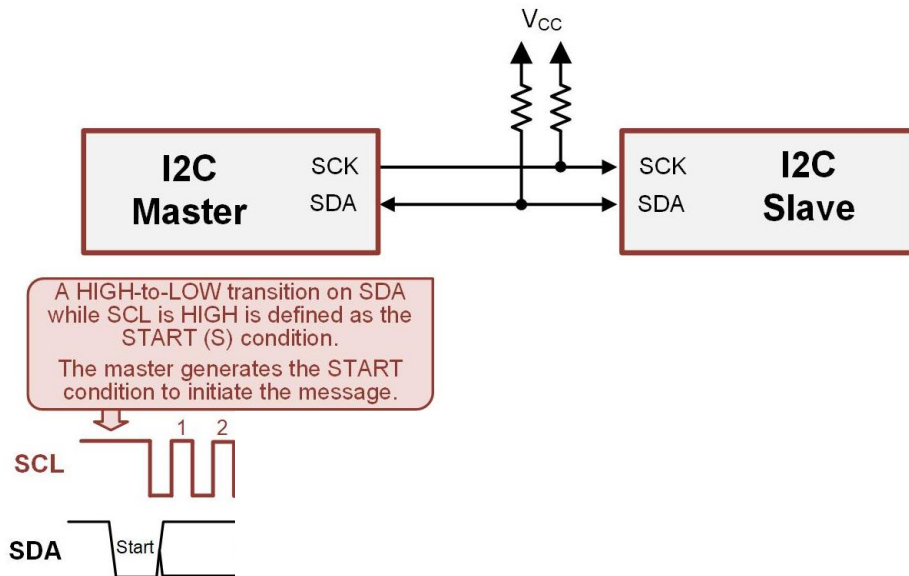 VCC
I2C
Master
SCK
SDA
SCK
SDA
I2C
Slave
A HIGH-to-LOW transition on SDA
while SCL is HIGH is defined as the
START (S) condition.
The master generates the START
condition to initiate the message.
1 2
SCL
SDA
Start